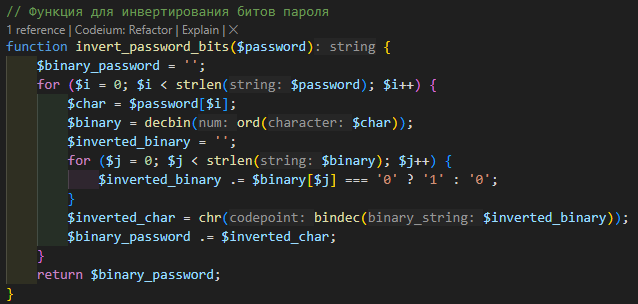 // Функция для инвертирования битов пароля
1 reference | Codeium: Refactor | Explain | ✕
function invert_password_bits($password): string {
    $binary_password = '';
    for ($i = 0; $i < strlen(string: $password); $i++) {
        $char = $password[$i];
        $binary = decbin(num: ord(character: $char));
        $inverted_binary = '';
        for ($j = 0; $j < strlen(string: $binary); $j++) {
            $inverted_binary .= $binary[$j] === '0' ? '1' : '0';
        }
        $inverted_char = chr(codepoint: bindec(binary_string: $inverted_binary));
        $binary_password .= $inverted_char;
    }
    return $binary_password;
}